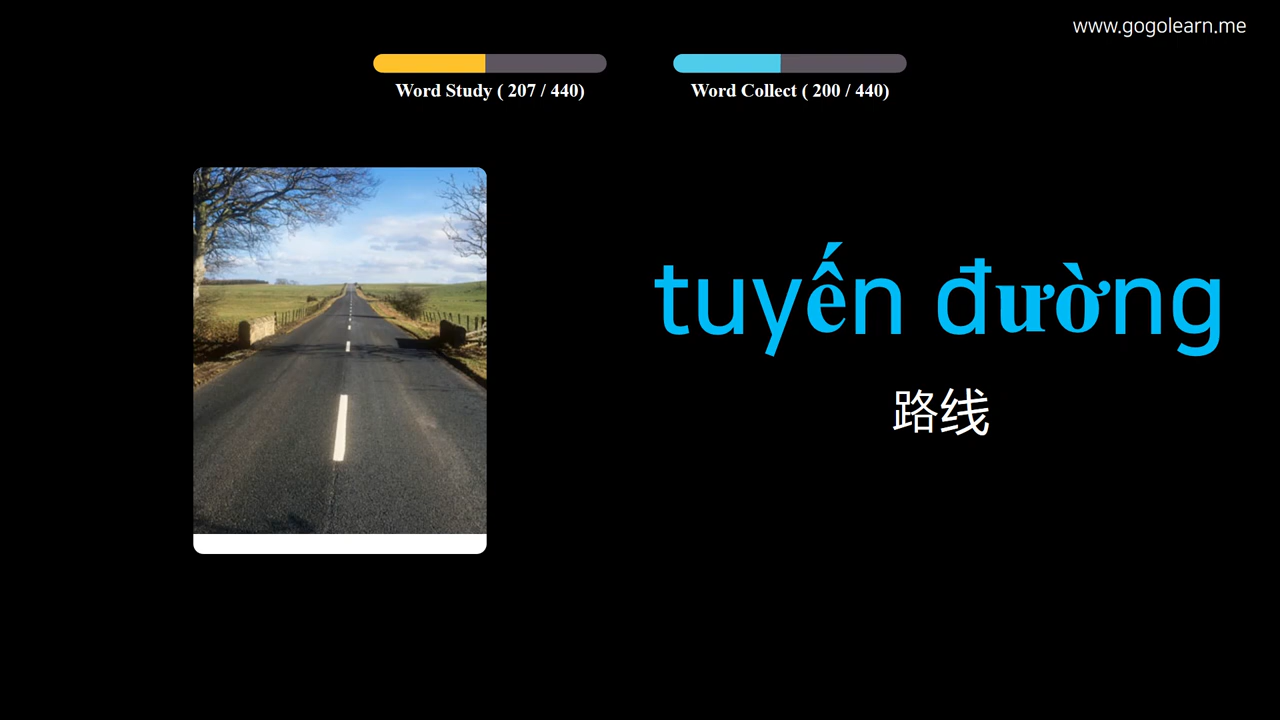 www.gogolearn.me
Word Study ( 207 / 440)
Word Collect ( 200 / 440)
tuyến đường
路线